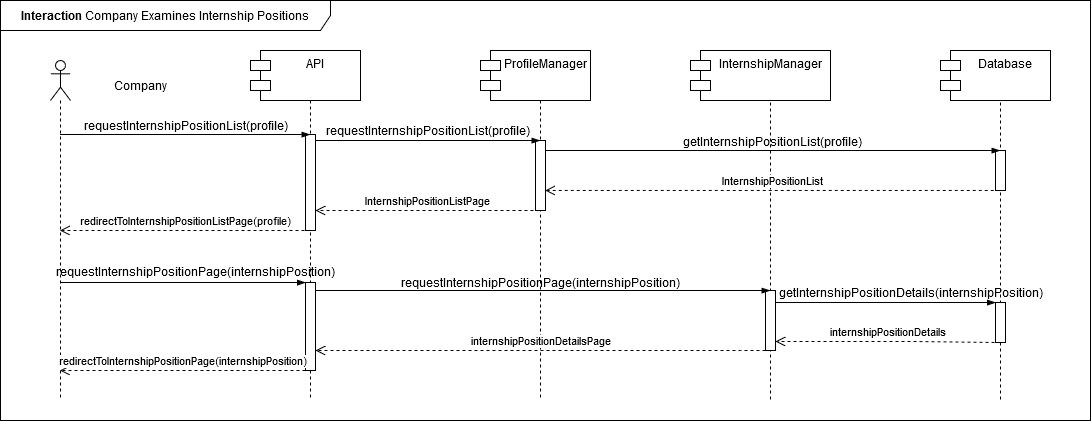 Interaction Company Examines Internship Positions
Company
API
ProfileManager
InternshipManager
Database
requestInternshipPositionList(profile)
requestInternshipPositionList(profile)
getInternshipPositionList(profile)
InternshipPositionList
InternshipPositionListPage
redirectToInternshipPositionListPage(profile)
requestInternshipPositionPage(internshipPosition)
requestInternshipPositionPage(internshipPosition)
getInternshipPositionDetails(internshipPosition)
internshipPositionDetails
internshipPositionDetailsPage
redirectToInternshipPositionPage(internshipPosition)